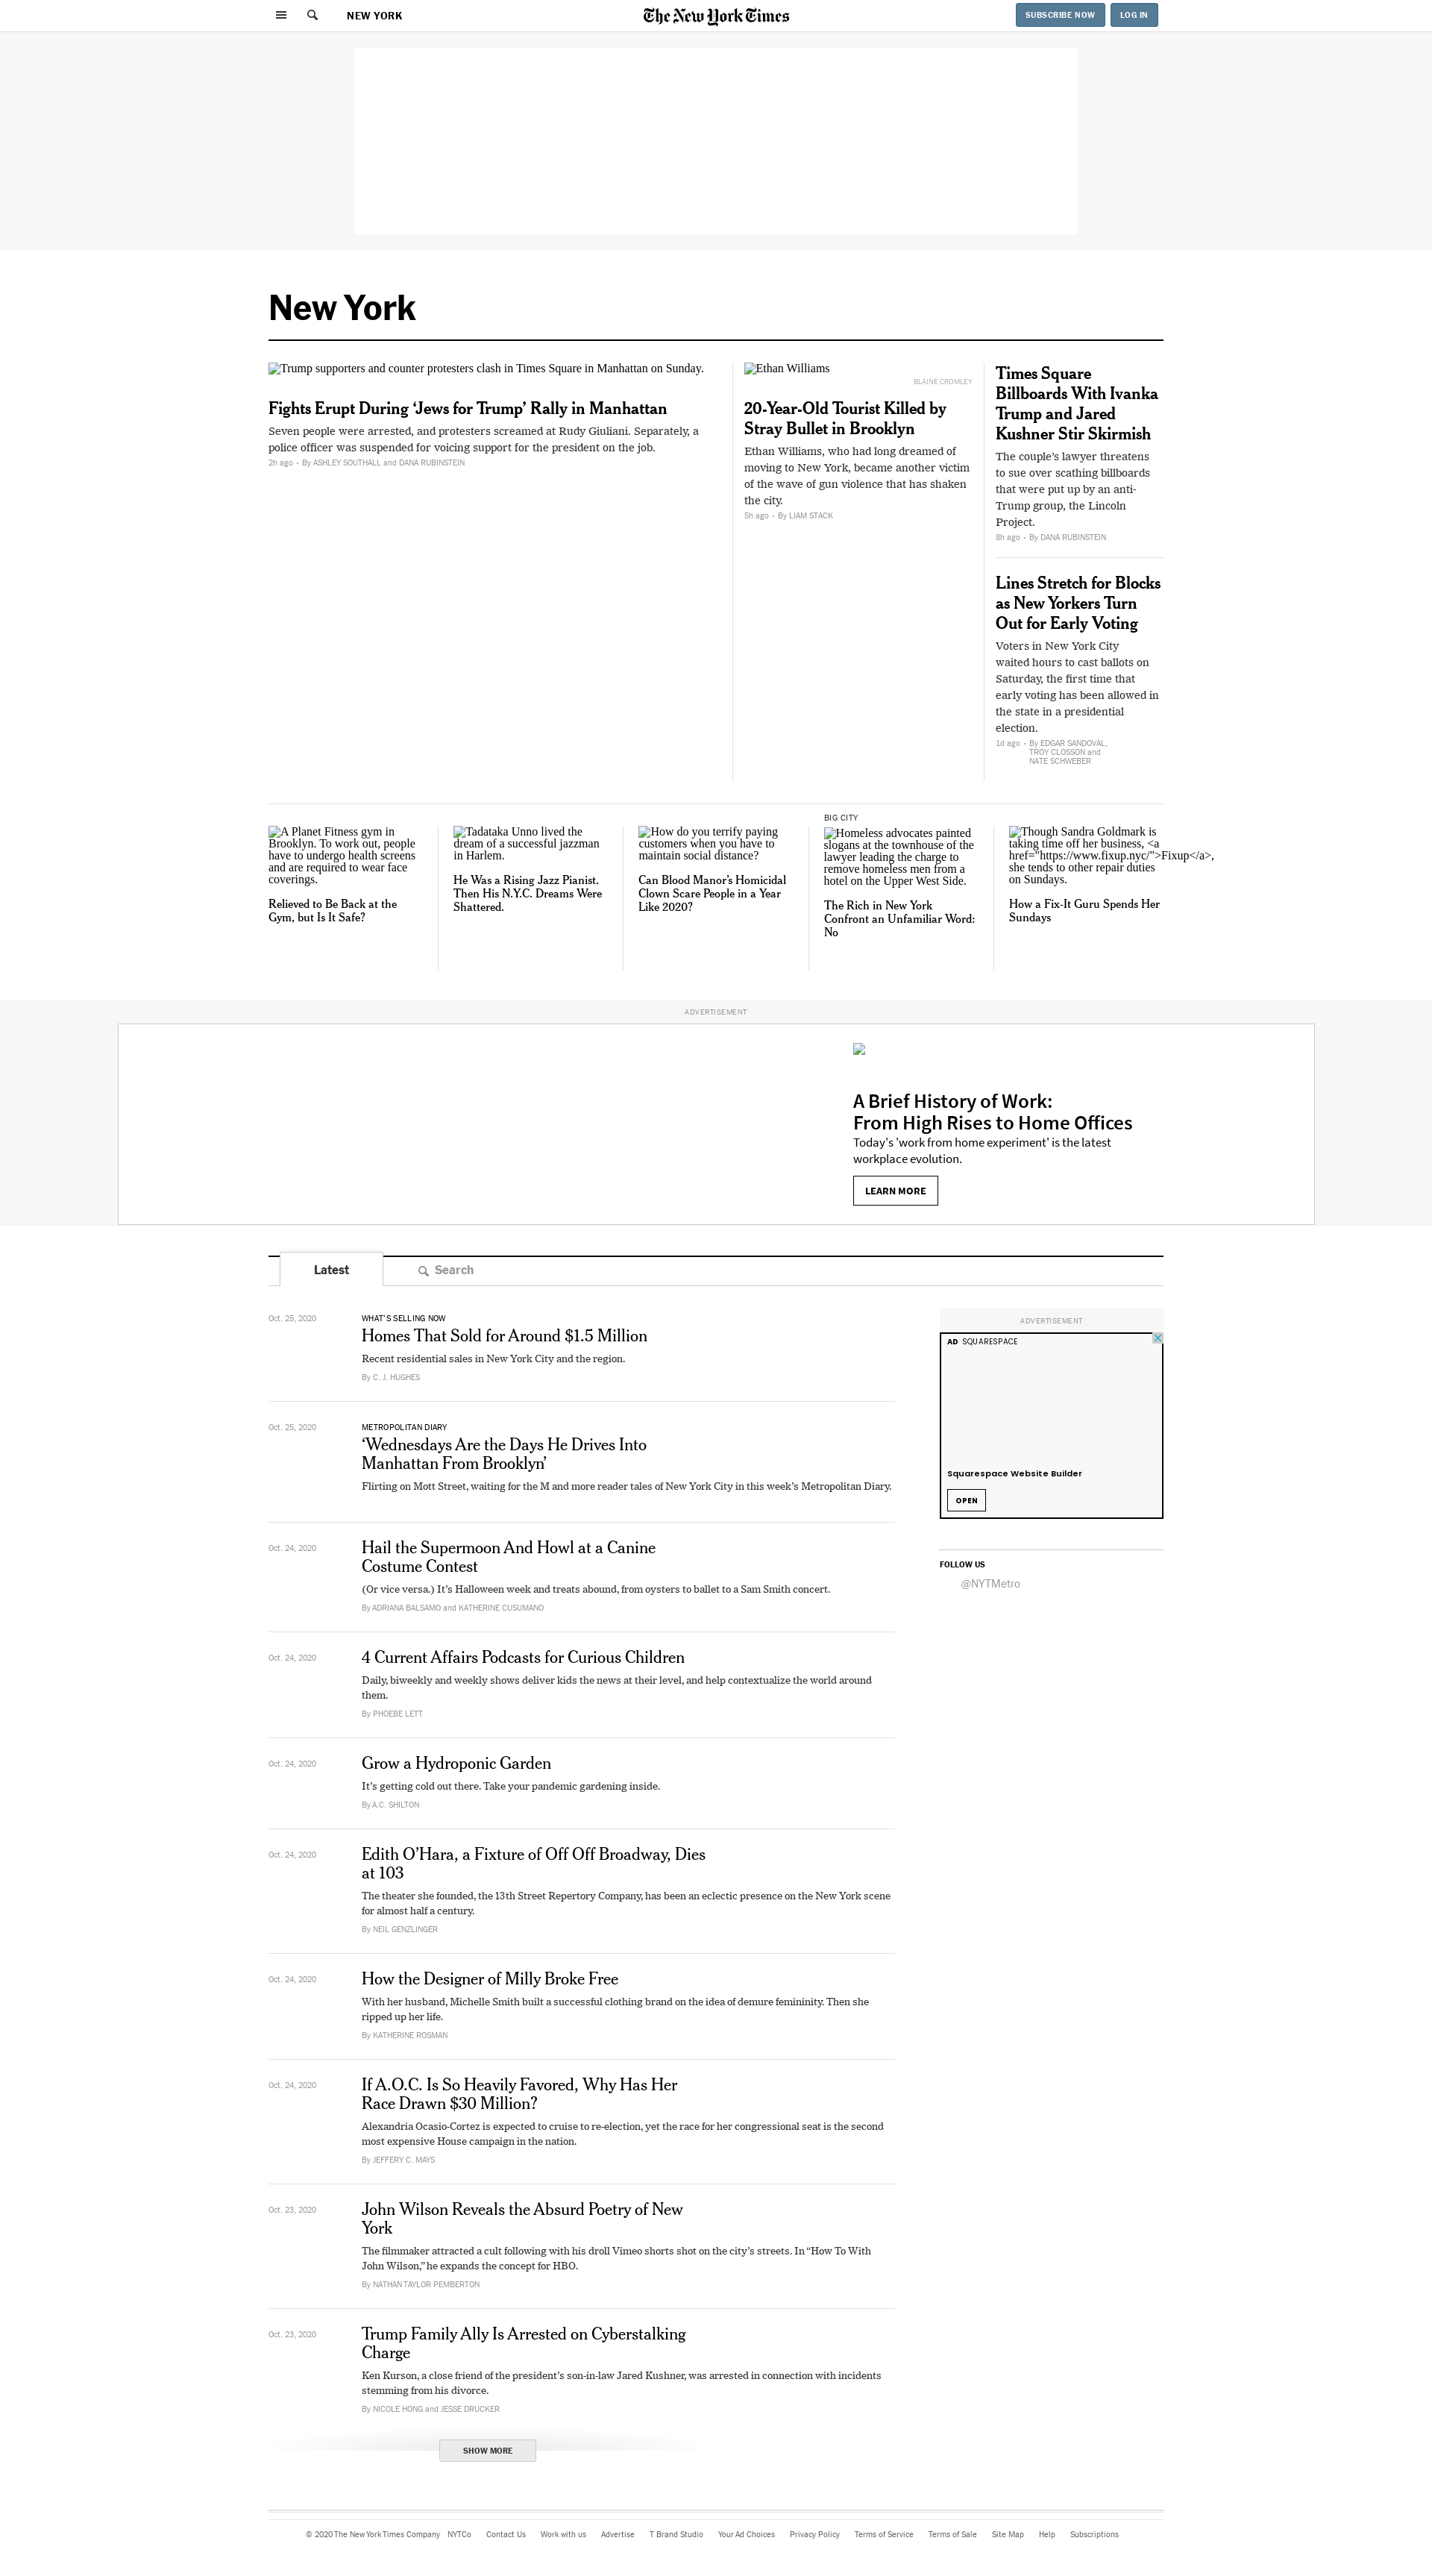 NEW YORK
The New York Times
SUBSCRIBE NOW
LOG IN
New York
Trump supporters and counter protesters clash in Times Square in Manhattan on Sunday.
Fights Erupt During ‘Jews for Trump’ Rally in Manhattan
Seven people were arrested, and protesters screamed at Rudy Giuliani. Separately, a
police officer was suspended for voicing support for the president on the job.
2h ago • By ASHLEY SOUTHALL and DANA RUBINSTEIN
Ethan Williams
BLAINE CROMLEY
20-Year-Old Tourist Killed by
Stray Bullet in Brooklyn
Ethan Williams, who had long dreamed of
moving to New York, became another victim
of the wave of gun violence that has shaken
the city.
5h ago • By LIAM STACK
Times Square
Billboards With Ivanka
Trump and Jared
Kushner Stir Skirmish
The couple’s lawyer threatens
to sue over scathing billboards
that were put up by an anti-
Trump group, the Lincoln
Project.
8h ago • By DANA RUBINSTEIN
Lines Stretch for Blocks
as New Yorkers Turn
Out for Early Voting
Voters in New York City
waited hours to cast ballots on
Saturday, the first time that
early voting has been allowed in
the state in a presidential
election.
1d ago • By EDGAR SANDOVAL,
TROY CLOSSON and
NATE SCHWEBER
A Planet Fitness gym in
Brooklyn. To work out, people
have to undergo health screens
and are required to wear face
coverings.
Relieved to Be Back at the
Gym, but Is It Safe?
Tadataka Unno lived the
dream of a successful jazzman
in Harlem.
He Was a Rising Jazz Pianist.
Then His N.Y.C. Dreams Were
Shattered.
How do you terrify paying
customers when you have to
maintain social distance?
Can Blood Manor’s Homicidal
Clown Scare People in a Year
Like 2020?
BIG CITY
Homeless advocates painted
slogans at the townhouse of the
lawyer leading the charge to
remove homeless men from a
hotel on the Upper West Side.
The Rich in New York
Confront an Unfamiliar Word:
No
Though Sandra Goldmark is
taking time off her business, <a
href="https://www.fixup.nyc/">Fixup</a>,
she tends to other repair duties
on Sundays.
How a Fix-It Guru Spends Her
Sundays
ADVERTISEMENT
A Brief History of Work:
From High Rises to Home Offices
Today's 'work from home experiment' is the latest
workplace evolution.
LEARN MORE
Latest
Search
Oct. 25, 2020
WHAT’S SELLING NOW
Homes That Sold for Around $1.5 Million
Recent residential sales in New York City and the region.
By C. J. HUGHES
Oct. 25, 2020
METROPOLITAN DIARY
‘Wednesdays Are the Days He Drives Into
Manhattan From Brooklyn’
Flirting on Mott Street, waiting for the M and more reader tales of New York City in this week’s Metropolitan Diary.
Oct. 24, 2020
Hail the Supermoon And Howl at a Canine
Costume Contest
(Or vice versa.) It’s Halloween week and treats abound, from oysters to ballet to a Sam Smith concert.
By ADRIANA BALSAMO and KATHERINE CUSUMANO
Oct. 24, 2020
4 Current Affairs Podcasts for Curious Children
Daily, biweekly and weekly shows deliver kids the news at their level, and help contextualize the world around
them.
By PHOEBE LETT
Oct. 24, 2020
Grow a Hydroponic Garden
It’s getting cold out there. Take your pandemic gardening inside.
By A.C. SHILTON
Oct. 24, 2020
Edith O’Hara, a Fixture of Off Off Broadway, Dies
at 103
The theater she founded, the 13th Street Repertory Company, has been an eclectic presence on the New York scene
for almost half a century.
By NEIL GENZLINGER
Oct. 24, 2020
How the Designer of Milly Broke Free
With her husband, Michelle Smith built a successful clothing brand on the idea of demure femininity. Then she
ripped up her life.
By KATHERINE ROSMAN
Oct. 24, 2020
If A.O.C. Is So Heavily Favored, Why Has Her
Race Drawn $30 Million?
Alexandria Ocasio-Cortez is expected to cruise to re-election, yet the race for her congressional seat is the second
most expensive House campaign in the nation.
By JEFFERY C. MAYS
Oct. 23, 2020
John Wilson Reveals the Absurd Poetry of New
York
The filmmaker attracted a cult following with his droll Vimeo shorts shot on the city’s streets. In “How To With
John Wilson,” he expands the concept for HBO.
By NATHAN TAYLOR PEMBERTON
Oct. 23, 2020
Trump Family Ally Is Arrested on Cyberstalking
Charge
Ken Kurson, a close friend of the president’s son-in-law Jared Kushner, was arrested in connection with incidents
stemming from his divorce.
By NICOLE HONG and JESSE DRUCKER
SHOW MORE
ADVERTISEMENT
AD SQUARESPACE
Squarespace Website Builder
OPEN
FOLLOW US
@NYTMetro
© 2020 The New York Times Company NYTCo Contact Us Work with us Advertise T Brand Studio Your Ad Choices Privacy Policy Terms of Service Terms of Sale Site Map Help Subscriptions